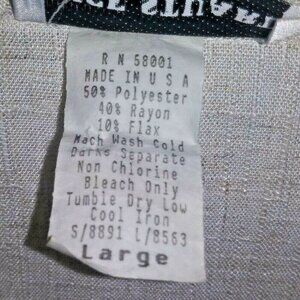 R N 58001
MADE IN U S A
50% Polyester
40% Rayon
10% Flax
Mach Wash Cold
Darks Separate
Non Chlorine
Bleach Only
Tumble Dry Low
Cool Iron
S/8891 L/8563
Large